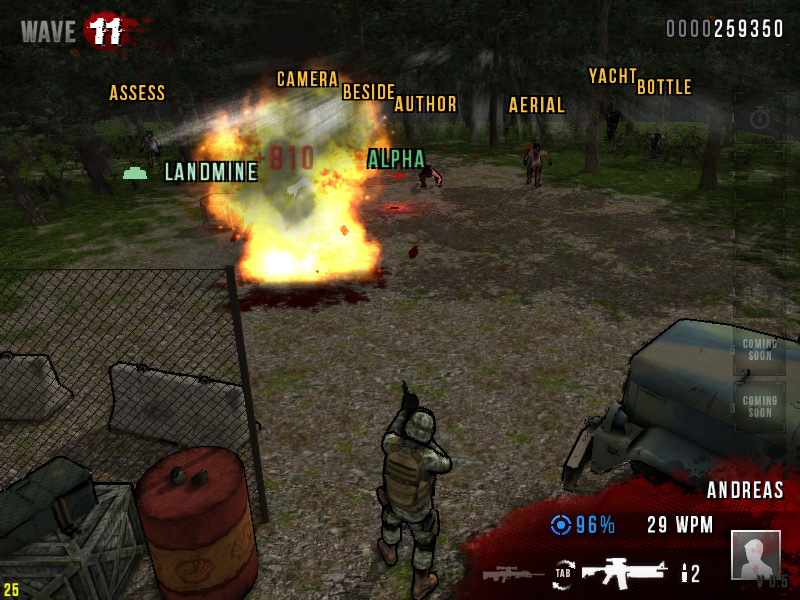 WAVE 11
0000259350
ASSESS
CAMERA
BESIDE
AUTHOR
AERIAL
YACHT
BOTTLE
+810
LANDMINE
ALPHA
COMING
SOON
COMING
SOON
ANDREAS
96%
29 WPM
TAB
2
25